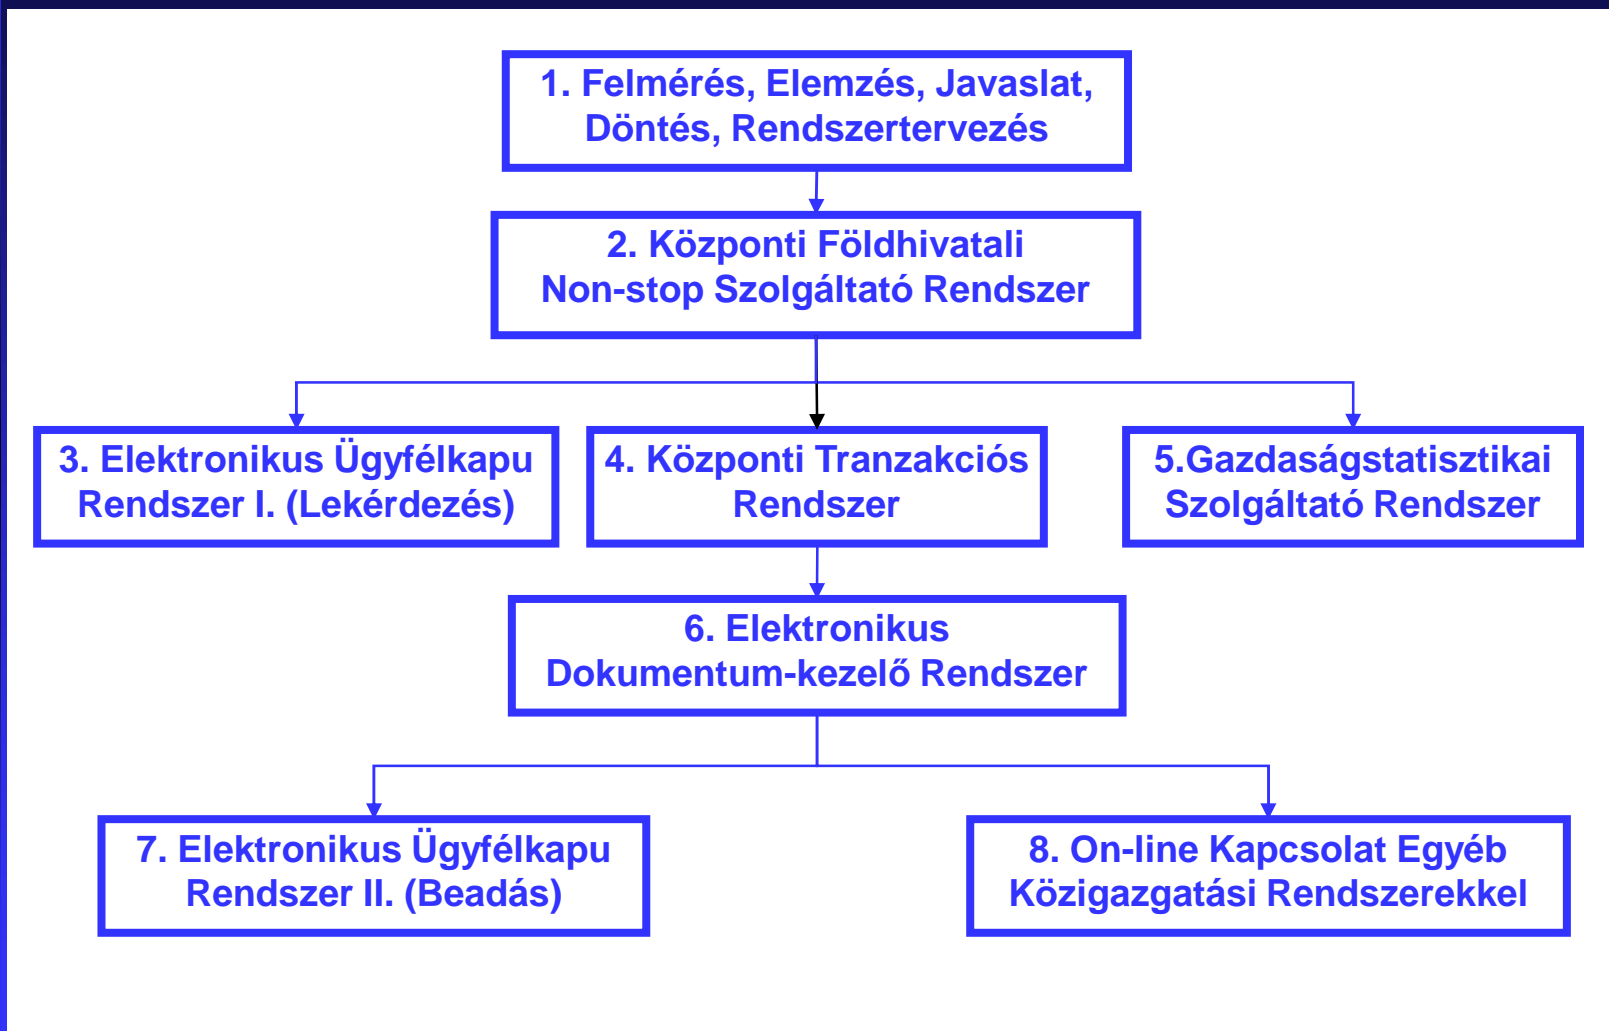 1. Felmérés, Elemzés, Javaslat,
Döntés, Rendszertervezés
2. Központi Földhivatali
Non-stop Szolgáltató Rendszer
3. Elektronikus Ügyfélkapu
Rendszer I. (Lekérdezés)
4. Központi Tranzakciós
Rendszer
5.Gazdaságstatisztikai
Szolgáltató Rendszer
6. Elektronikus
Dokumentum-kezelő Rendszer
7. Elektronikus Ügyfélkapu
Rendszer II. (Beadás)
8. On-line Kapcsolat Egyéb
Közigazgatási Rendszerekkel